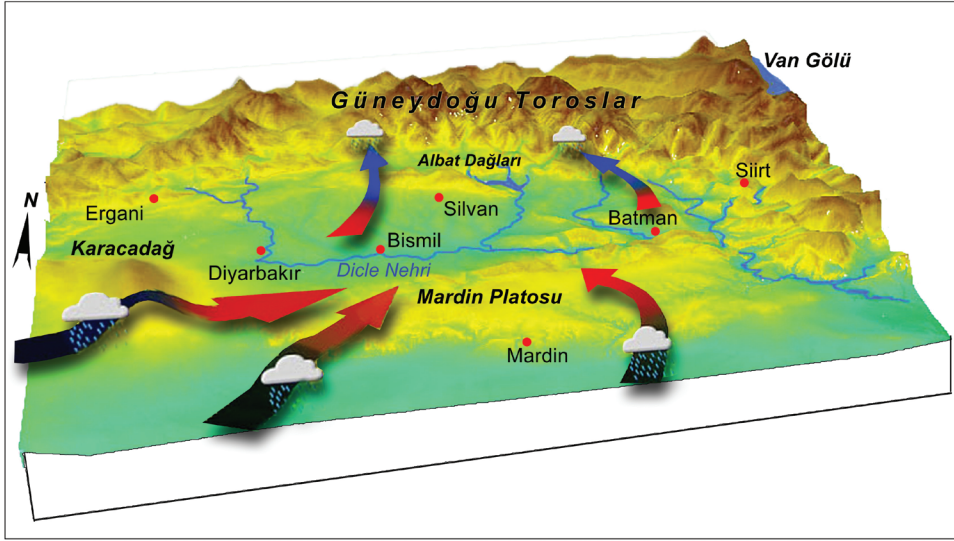 Van Gölü
Güneydoğu Toroslar
Albat Dağları
Siirt
N
Ergani
Silvan
Batman
Karacadağ
Bismil
Diyarbakır
Dicle Nehri
Mardin Platosu
Mardin